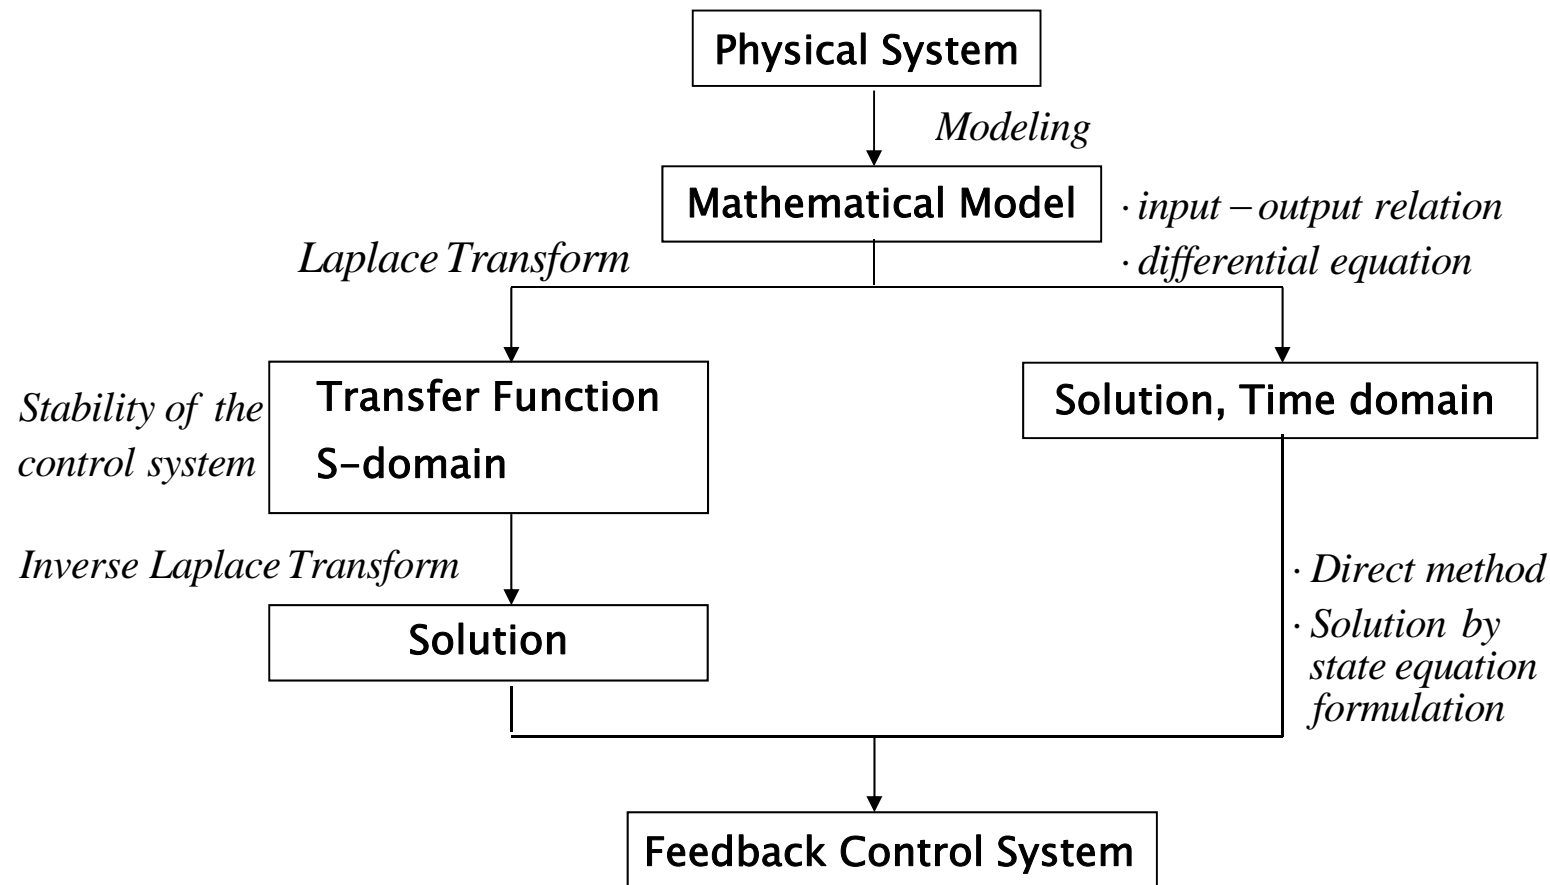 Physical System
Modeling
Mathematical Model
· input – output relation
· differential equation
Laplace Transform
Transfer Function
S-domain
Stability of the
control system
Solution, Time domain
Inverse Laplace Transform
Solution
· Direct method
· Solution by
state equation
formulation
Feedback Control System